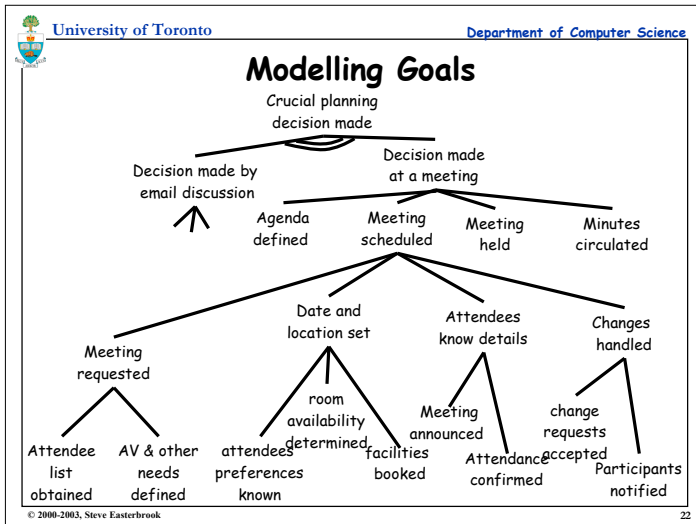 University of Toronto
Department of Computer Science
Modelling Goals
Crucial planning
decision made
Decision made by
email discussion
Decision made
at a meeting
Agenda
defined
Meeting
scheduled
Meeting
held
Minutes
circulated
Meeting
requested
Date and
location set
Attendees
know details
Changes
handled
Attendee
list
obtained
AV & other
needs
defined
attendees
preferences
known
room
availability
determined
facilities
booked
Meeting
announced
Attendance
confirmed
change
requests
accepted
Participants
notified
© 2000-2003, Steve Easterbrook
22